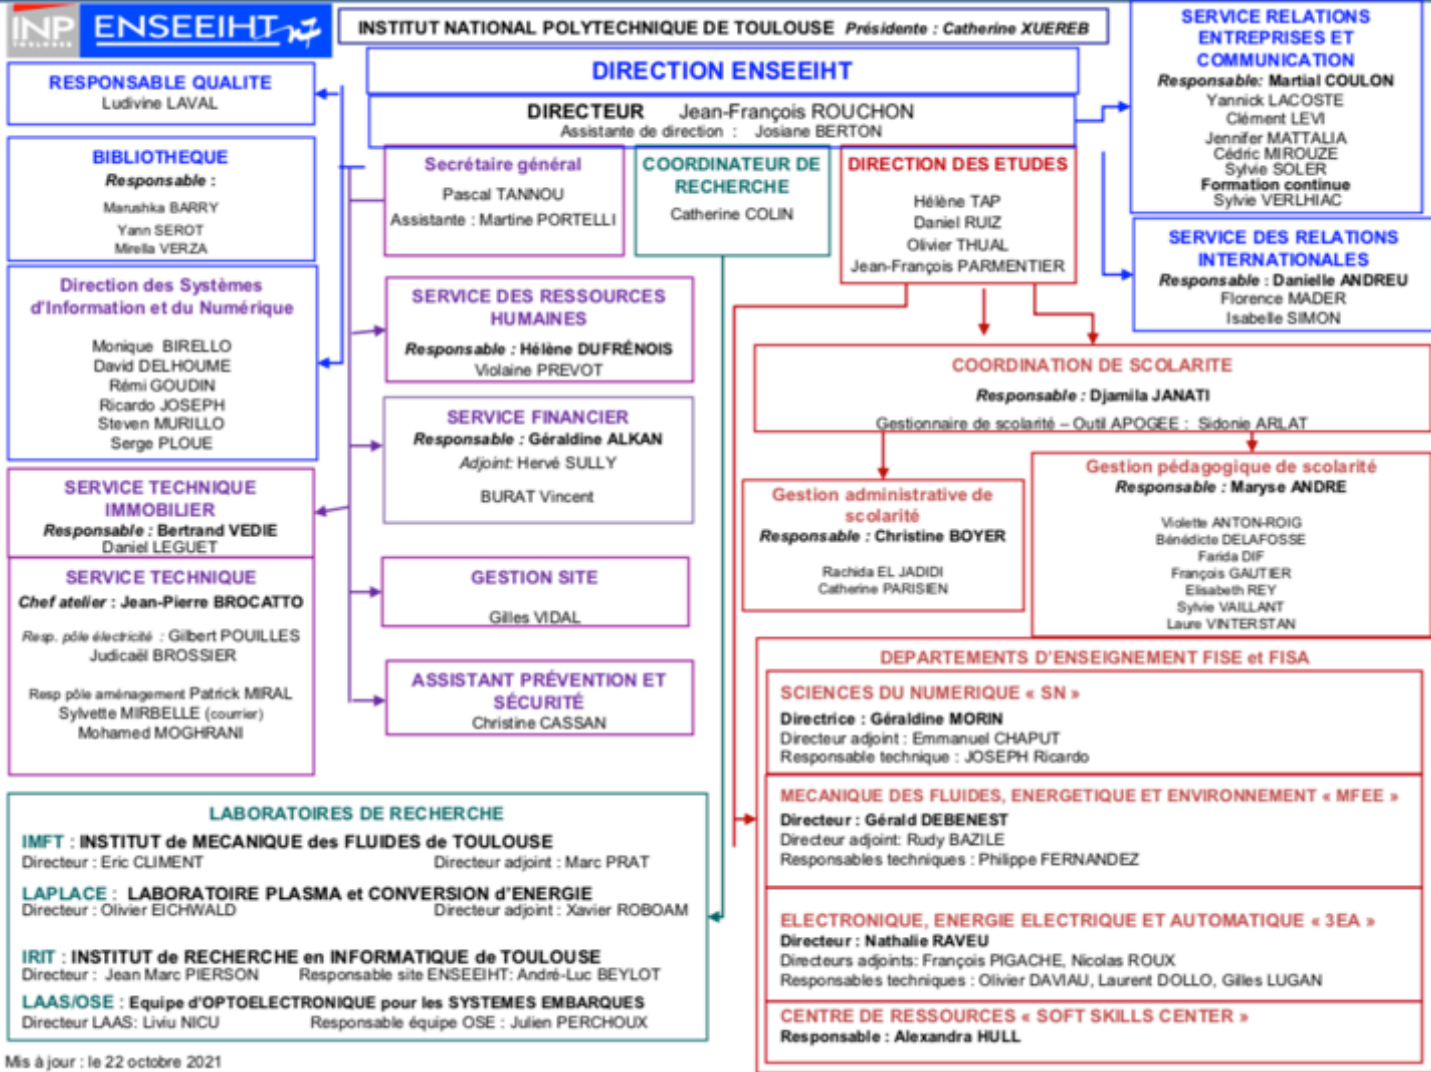 INP
TOULOUSE
ENSEEIHT
INSTITUT NATIONAL POLYTECHNIQUE DE TOULOUSE Présidente : Catherine XUEREB
DIRECTION ENSEEIHT
DIRECTEUR Jean-François ROUCHON
Assistante de direction : Josiane BERTON
RESPONSABLE QUALITE
Ludivine LAVAL
BIBLIOTHEQUE
Responsable :
Marushka BARRY
Yann SEROT
Mirella VERZA
Direction des Systèmes
d'Information et du Numérique
Monique BIRELLO
David DELHOUME
Rémi GOUDIN
Ricardo JOSEPH
Steven MURILLO
Serge PLOUE
SERVICE TECHNIQUE
IMMOBILIER
Responsable : Bertrand VEDIE
Daniel LEGUET
SERVICE TECHNIQUE
Chef atelier : Jean-Pierre BROCATTO
Resp. pôle électricité : Gilbert POUILLES
Judicaël BROSSIER
Resp pôle aménagement Patrick MIRAL
Sylvette MIRBELLE (courrier)
Mohamed MOGHRANI
Secrétaire général
Pascal TANNOU
Assistante : Martine PORTELLI
SERVICE DES RESSOURCES
HUMAINES
Responsable : Hélène DUFRÉNOIS
Violaine PREVOT
SERVICE FINANCIER
Responsable : Géraldine ALKAN
Adjoint: Hervé SULLY
BURAT Vincent
GESTION SITE
Gilles VIDAL
ASSISTANT PRÉVENTION ET
SÉCURITÉ
Christine CASSAN
COORDINATEUR DE
RECHERCHE
Catherine COLIN
DIRECTION DES ETUDES
Hélène TAP
Daniel RUIZ
Olivier THUAL
Jean-François PARMENTIER
SERVICE RELATIONS
ENTREPRISES ET
COMMUNICATION
Responsable: Martial COULON
Yannick LACOSTE
Clément LEVI
Jennifer MATTALIA
Cédric MIROUZE
Sylvie SOLER
Formation continue
Sylvie VERLHIAC
SERVICE DES RELATIONS
INTERNATIONALES
Responsable : Danielle ANDREU
Florence MADER
Isabelle SIMON
COORDINATION DE SCOLARITE
Responsable : Djamila JANATI
Gestionnaire de scolarité – Outil APOGEE : Sidonie ARLAT
Gestion administrative de
scolarité
Responsable : Christine BOYER
Rachida EL JADIDI
Catherine PARISIEN
Gestion pédagogique de scolarité
Responsable : Maryse ANDRE
Violette ANTON-ROIG
Bénédicte DELAFOSSE
Farida DIF
François GAUTIER
Elisabeth REY
Sylvie VAILLANT
Laure VINTERSTAN
DEPARTEMENTS D'ENSEIGNEMENT FISE et FISA
SCIENCES DU NUMERIQUE « SN »
Directrice : Géraldine MORIN
Directeur adjoint : Emmanuel CHAPUT
Responsable technique : JOSEPH Ricardo
MECANIQUE DES FLUIDES, ENERGETIQUE ET ENVIRONNEMENT « MFEE »
Directeur : Gérald DEBENEST
Directeur adjoint: Rudy BAZILE
Responsables techniques : Philippe FERNANDEZ
ELECTRONIQUE, ENERGIE ELECTRIQUE ET AUTOMATIQUE « 3EA »
Directeur : Nathalie RAVEU
Directeurs adjoints: François PIGACHE, Nicolas ROUX
Responsables techniques : Olivier DAVIAU, Laurent DOLLO, Gilles LUGAN
CENTRE DE RESSOURCES « SOFT SKILLS CENTER »
Responsable : Alexandra HULL
LABORATOIRES DE RECHERCHE
IMFT : INSTITUT de MECANIQUE des FLUIDES de TOULOUSE
Directeur : Eric CLIMENT Directeur adjoint : Marc PRAT
LAPLACE : LABORATOIRE PLASMA et CONVERSION d'ENERGIE
Directeur : Olivier EICHWALD Directeur adjoint : Xavier ROBOAM
IRIT : INSTITUT de RECHERCHE en INFORMATIQUE de TOULOUSE
Directeur : Jean Marc PIERSON Responsable site ENSEEIHT: André-Luc BEYLOT
LAAS/OSE : Equipe d'OPTOELECTRONIQUE pour les SYSTEMES EMBARQUES
Directeur LAAS: Liviu NICU Responsable équipe OSE : Julien PERCHOUX
Mis à jour : le 22 octobre 2021